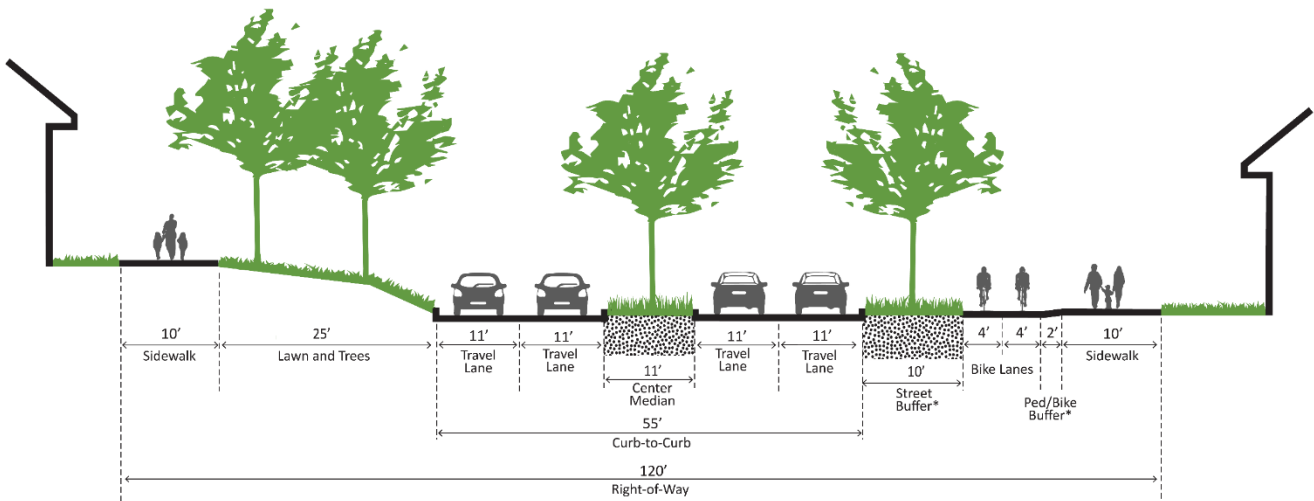 10’
Sidewalk
25’
Lawn and Trees
11’
Travel
Lane
11’
Travel
Lane
11’
Center
Median
11’
Travel
Lane
11’
Travel
Lane
10’
Street
Buffer*
4’
4’
Bike Lanes
2’
Ped/Bike
Buffer*
10’
Sidewalk
55’
Curb-to-Curb
120’
Right-of-Way